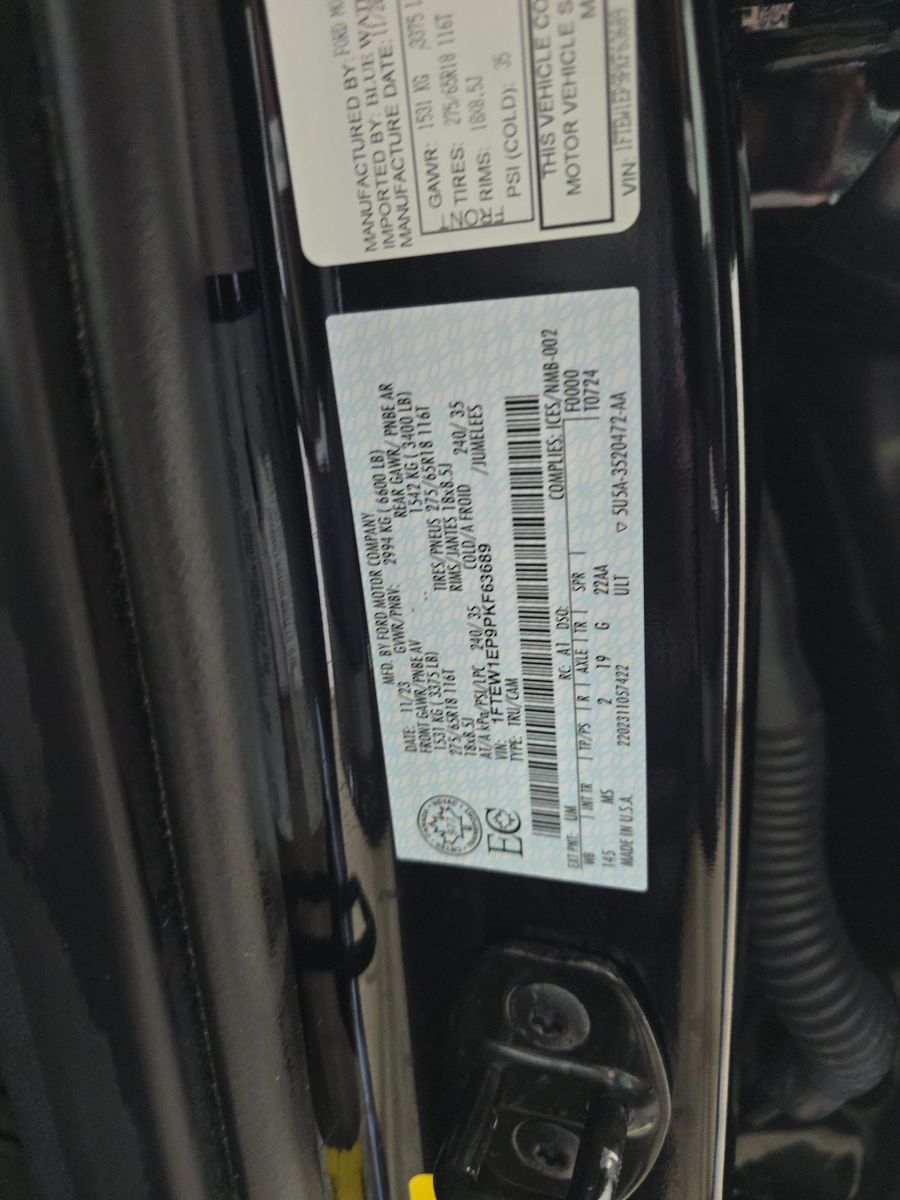 MANUFACTURED BY: FORD MO
IMPORTED BY: BLUE WAT
MANUFACTURE DATE: 11/20
GAWR: 1531 KG /3375 L
TIRES: 275/65R18 116T
RIMS: 18X8.5J
PSI (COLD): 35
THIS VEHICLE CO
MOTOR VEHICLE S
VIN: 1FTEW1EP9PKF63689
MFD. BY FORD MOTOR COMPANY
DATE: 11/23 GVWR/PNBV: 2994 KG ( 6600 LB)
FRONT GAWR/PNBE AV REAR GAWR/ PNBE AR
1531 KG ( 3375 LB) 1542 KG ( 3400 LB)
275/65R18 116T TIRES/PNEUS 275/65R18 116T
18x8.5J RIMS/JANTES 18x8.5J
AT/A kPa/PSI/LPC 240/35 COLD/A FROID 240/ 35
VIN: 1FTEW1EP9PKF63689 /JUMELEES
TYPE: TRU/CAM
EC
COMPLIES: ICES/NMB-002
EXT PNT: UM RC: A1 DSO: F0000
WB | INT TR | TP/PS | R | AXLE | TR | SPR | 1T0724
145 MS 2 19 G 22AA
MADE IN U.S.A. 2202311057422 ULT ▽ 5U5A-3520472-AA